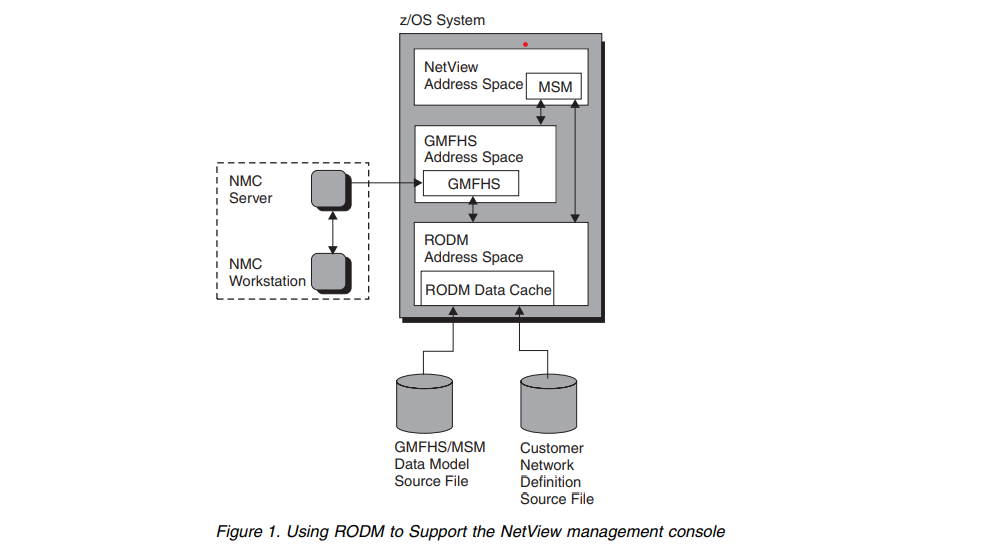 z/OS System
NetView
Address Space
MSM
GMFHS
Address Space
GMFHS
NMC
Server
RODM
Address Space
NMC
Workstation
RODM Data Cache
GMFHS/MSM
Data Model
Source File
Customer
Network
Definition
Source File
Figure 1. Using RODM to Support the NetView management console